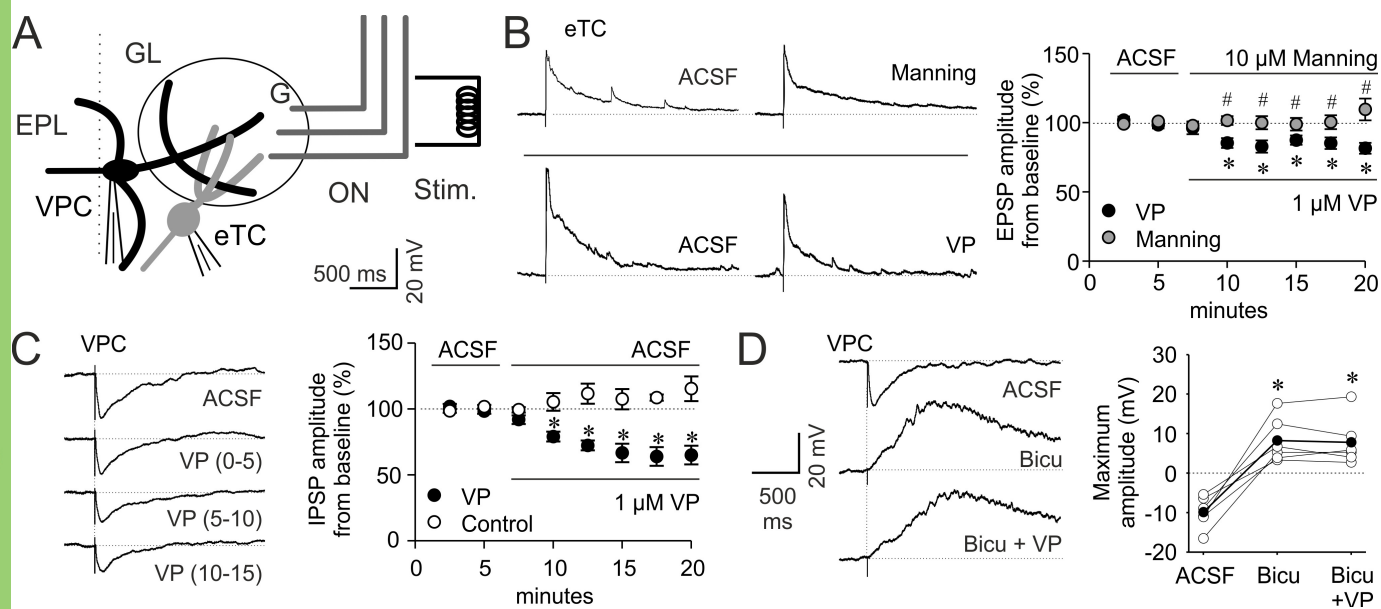 A
GL
G
EPL
VPC
eTC
ON
Stim.
500 ms
20 mV
B
eTC
ACSF
Manning
ACSF
VP
EPSP amplitude
from baseline (%)
150
100
50
0
ACSF
10 µM Manning
# # # # #
* * * * *
1 µM VP
VP
Manning
0 5 10 15 20
minutes
C
VPC
ACSF
VP (0-5)
VP (5-10)
VP (10-15)
IPSP amplitude
from baseline (%)
150
100
50
0
ACSF
ACSF
* * * * *
1 µM VP
VP
Control
0 5 10 15 20
minutes
D
VPC
ACSF
Bicu
Bicu + VP
500
ms
20 mV
Maximum
amplitude (mV)
30
20
10
0
-10
-20
* *
ACSF Bicu Bicu
+VP